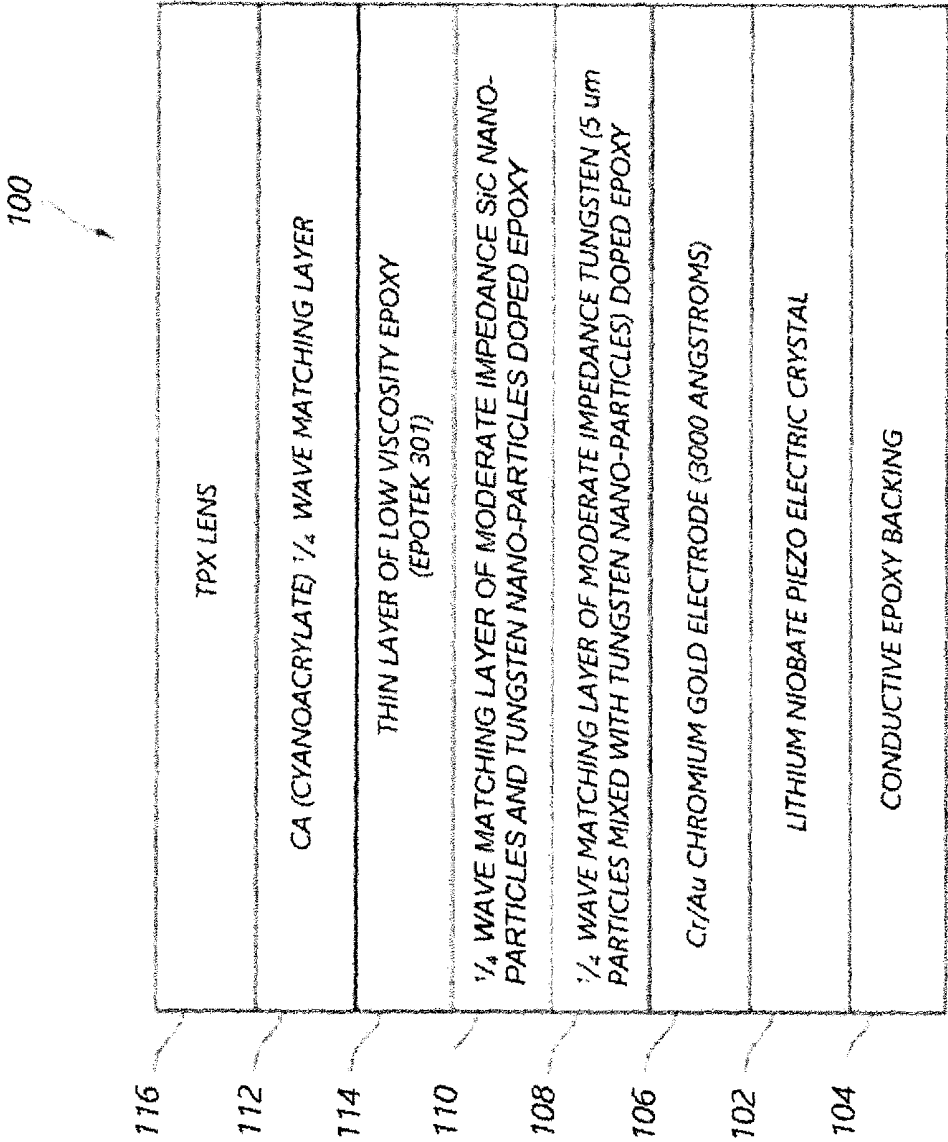 100
116
TPX LENS
112
CA (CYANOACRYLATE) 1/4 WAVE MATCHING LAYER
114
THIN LAYER OF LOW VISCOSITY EPOXY
(EPOTEK 301)
110
1/4 WAVE MATCHING LAYER OF MODERATE IMPEDANCE SiC NANO-
PARTICLES AND TUNGSTEN NANO-PARTICLES DOPED EPOXY
108
1/4 WAVE MATCHING LAYER OF MODERATE IMPEDANCE TUNGSTEN (5 um
PARTICLES MIXED WITH TUNGSTEN NANO-PARTICLES) DOPED EPOXY
106
Cr/Au CHROMIUM GOLD ELECTRODE (3000 ANGSTROMS)
102
LITHIUM NIOBATE PIEZO ELECTRIC CRYSTAL
104
CONDUCTIVE EPOXY BACKING